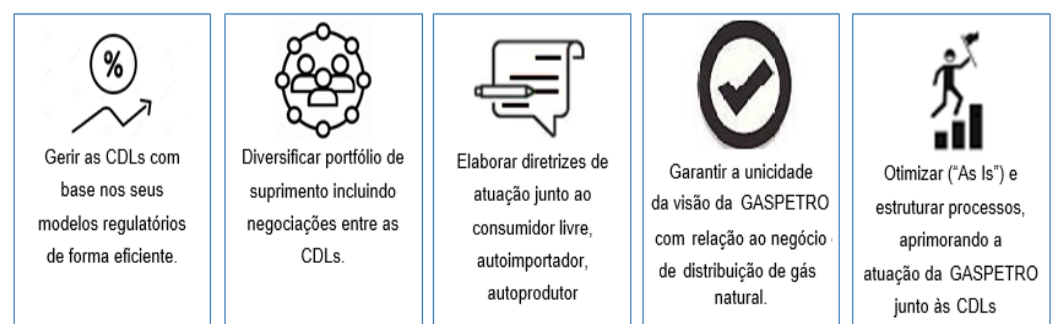 %
Gerir as CDLs com
base nos seus
modelos regulatórios
de forma eficiente.
Diversificar portfólio de
suprimento incluindo
negociações entre as
CDLs.
Elaborar diretrizes de
atuação junto ao
consumidor livre,
autoimportador,
autoprodutor
Garantir a unicidade
da visão da GASPETRO
com relação ao negócio
de distribuição de gás
natural.
Otimizar (“As Is”) e
estruturar processos,
aprimorando a
atuação da GASPETRO
junto às CDLs